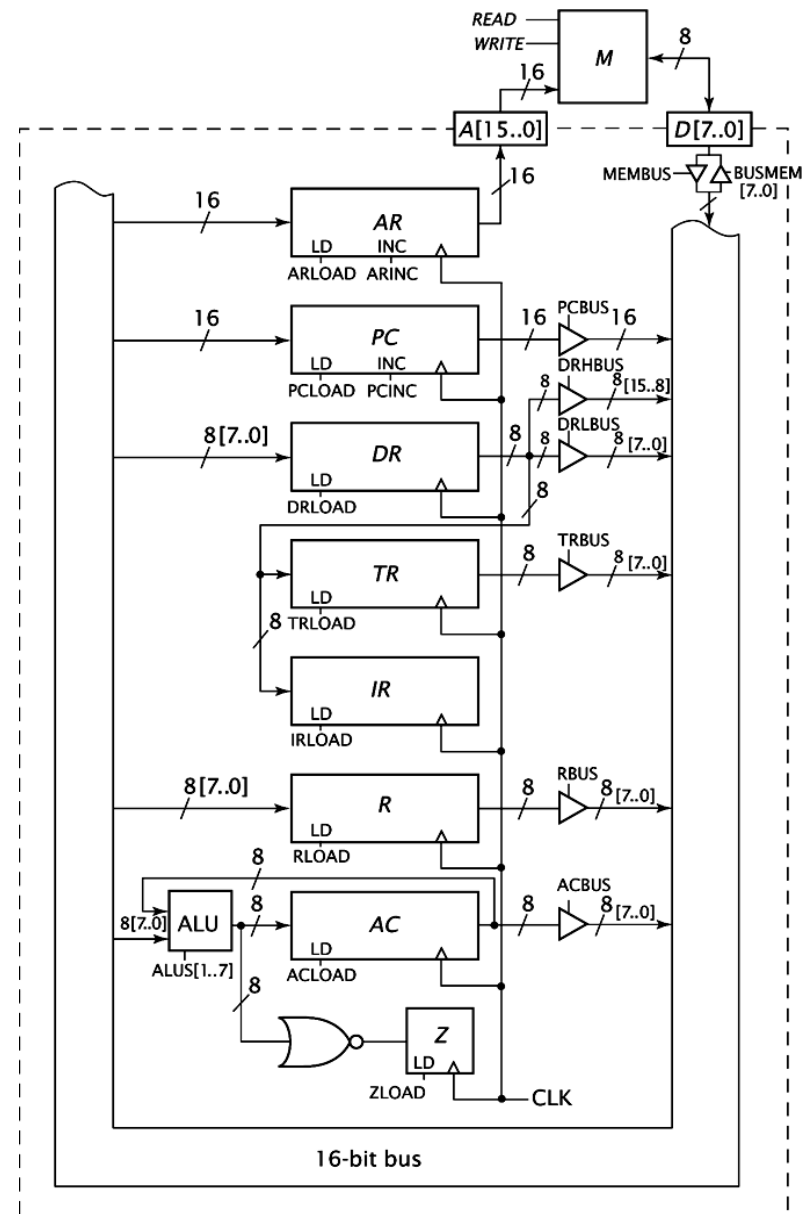 READ
WRITE
M
8
16
A[15..0]
D[7..0]
MEMBUS
BUSMEM
[7..0]
16
16
AR
LD
INC
ARLOAD
ARINC
16
PC
16
PCBUS
16
LD
INC
PCLOAD
PCINC
8
DRHBUS
8[15..8]
8[7..0]
DR
8
8
DRLBUS
8
[7..0]
LD
DRLOAD
8
TR
8
TRBUS
8
[7..0]
LD
TRLOAD
8
IR
LD
IRLOAD
8[7..0]
R
8
RBUS
8
[7..0]
LD
RLOAD
8
8[7..0]
ALU
8
AC
8
ACBUS
8
[7..0]
ALUS[1..7]
LD
ACLOAD
8
Z
LD
ZLOAD
CLK
16-bit bus